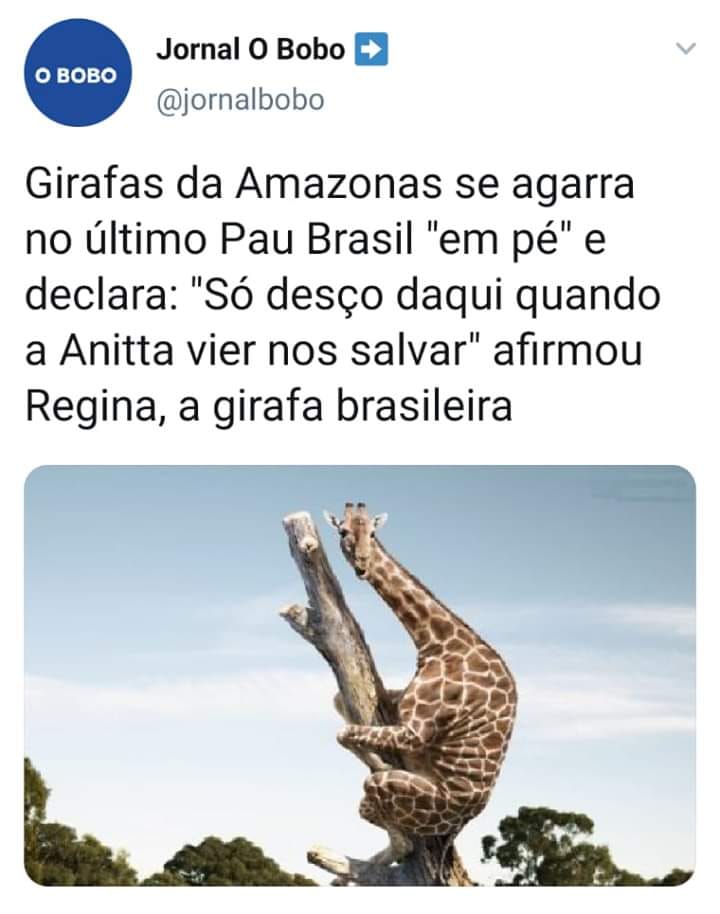 Jornal O Bobo ➡
O BOBO
@jornalbobo
Girafas da Amazonas se agarra
no último Pau Brasil "em pé" e
declara: "Só desço daqui quando
a Anitta vier nos salvar" afirmou
Regina, a girafa brasileira